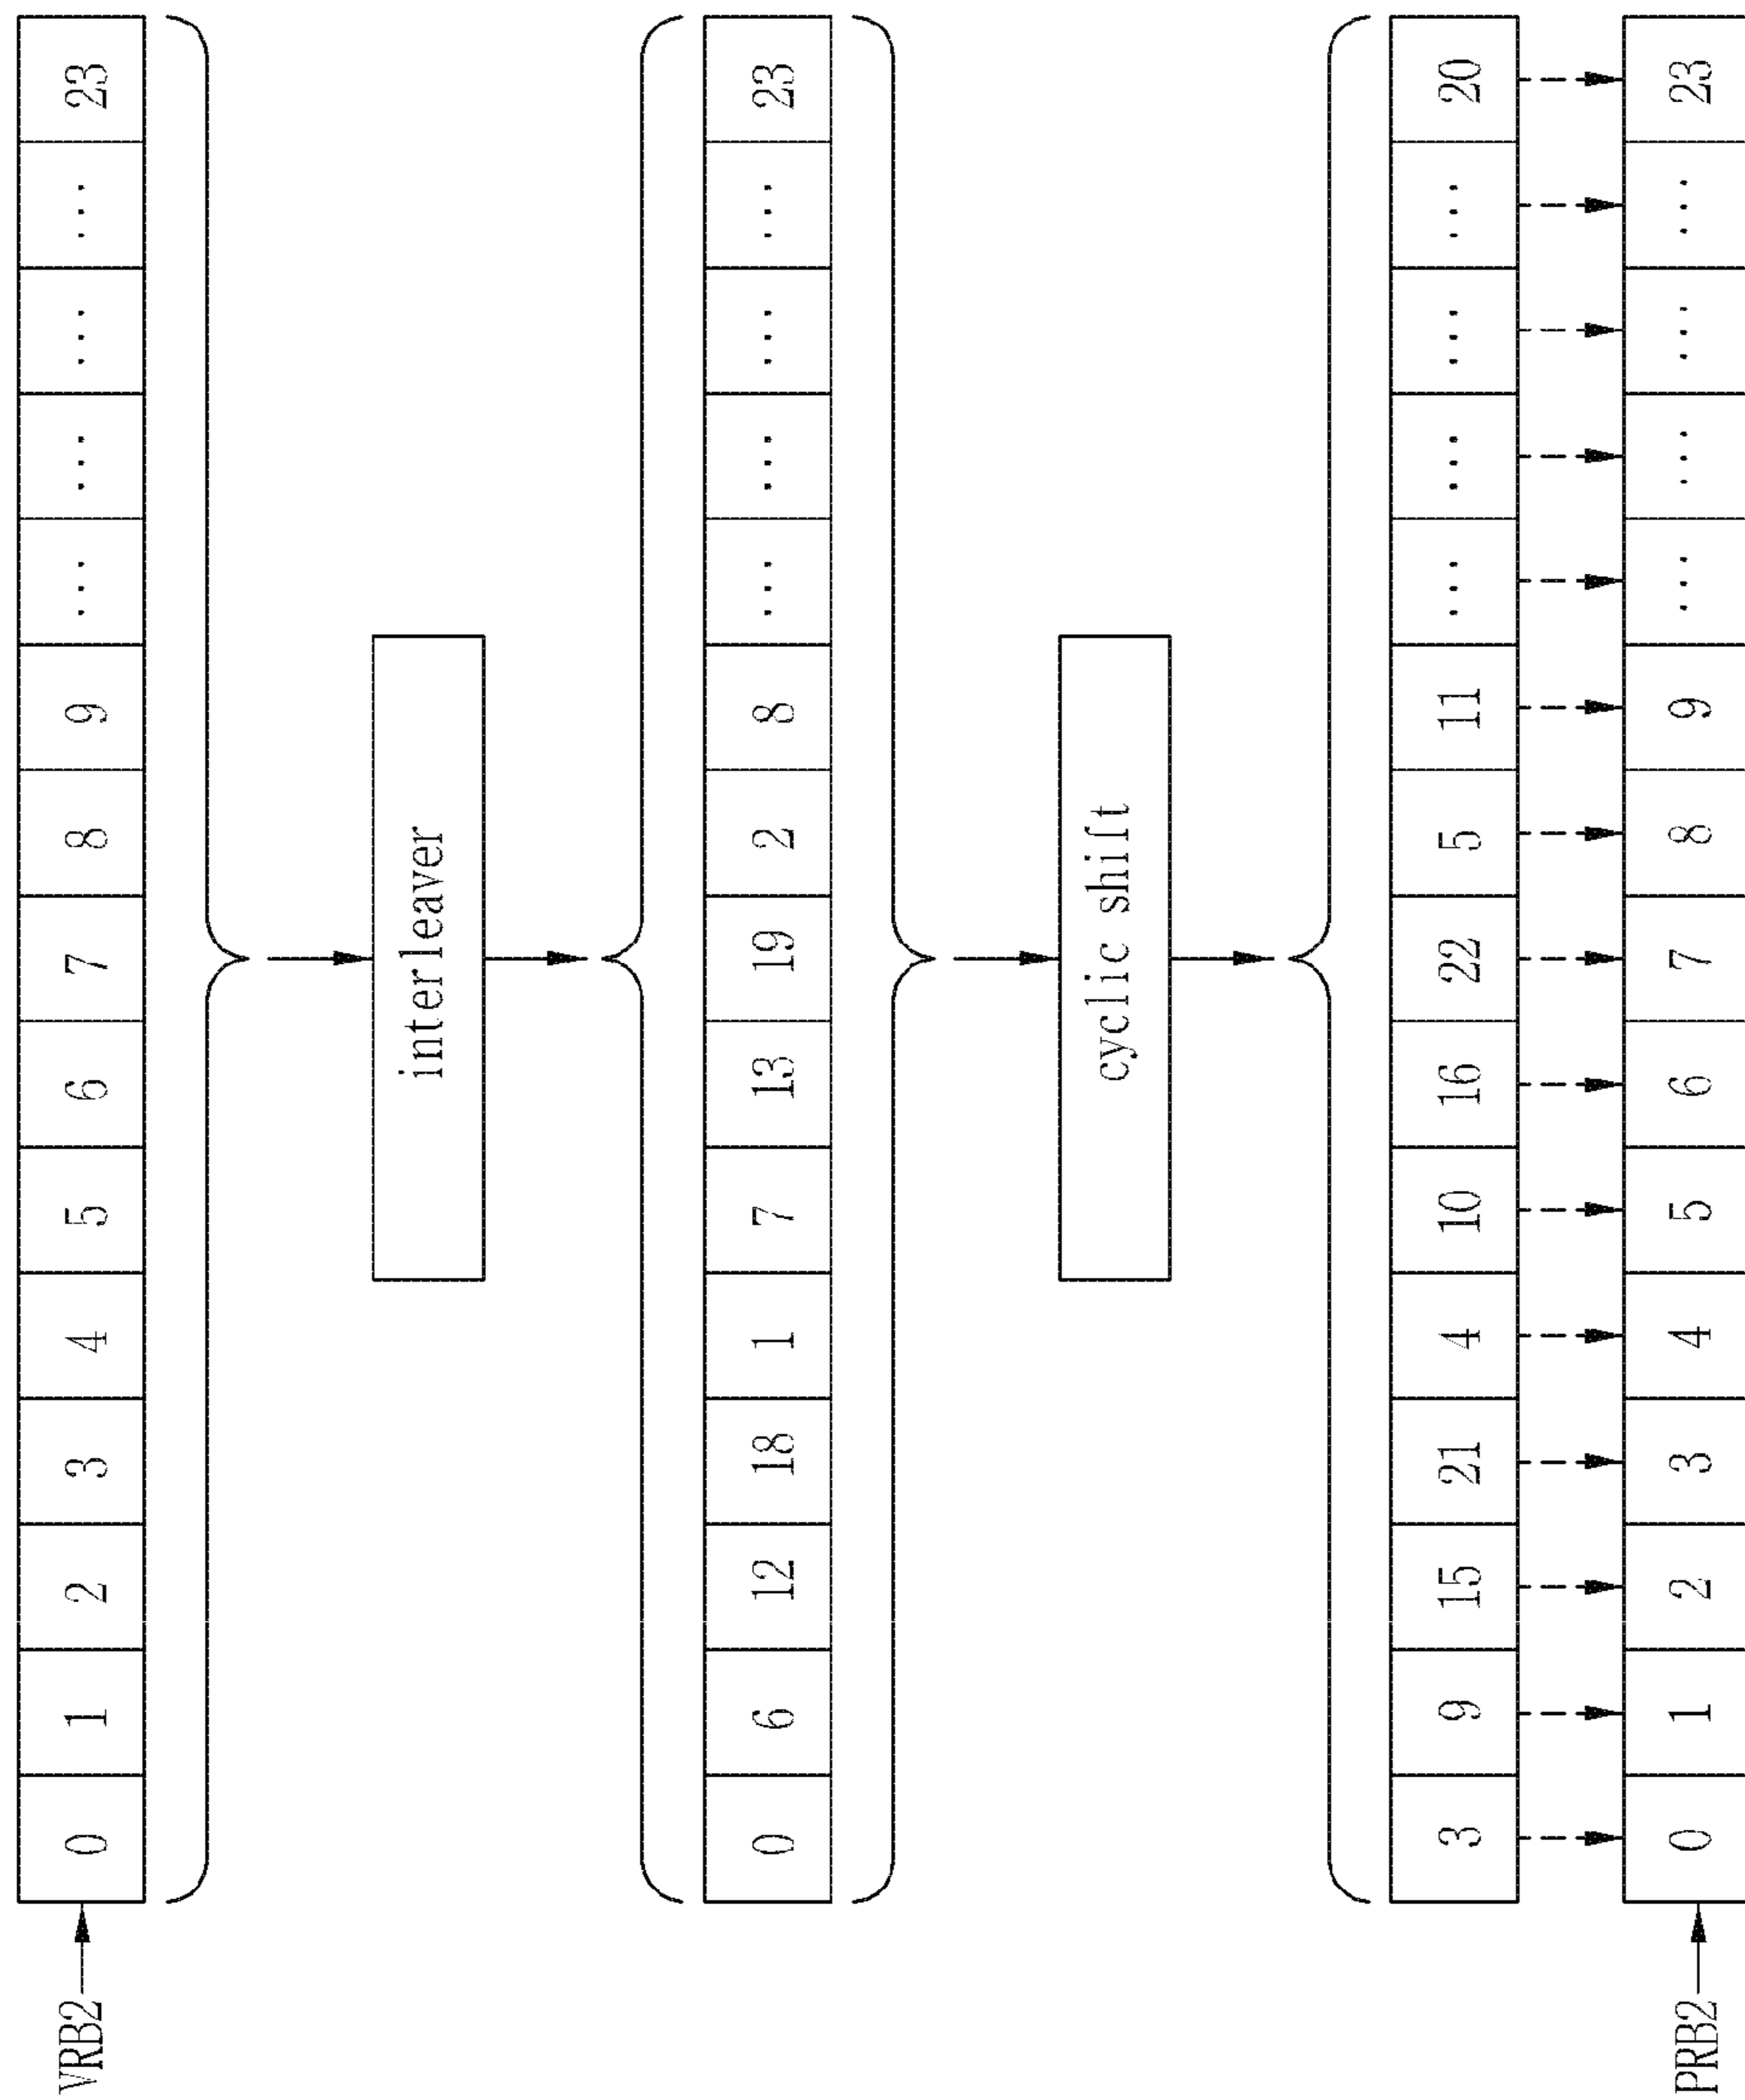 VRB2 0 1 2 3 4 5 6 7 8 9 ... ... ... ... 23
interleaver
0 6 12 18 1 7 13 19 2 8 ... ... ... ... 23
cyclic shift
3 9 15 21 4 10 16 22 5 11 ... ... ... ... 20
PRB2 0 1 2 3 4 5 6 7 8 9 ... ... ... ... 23